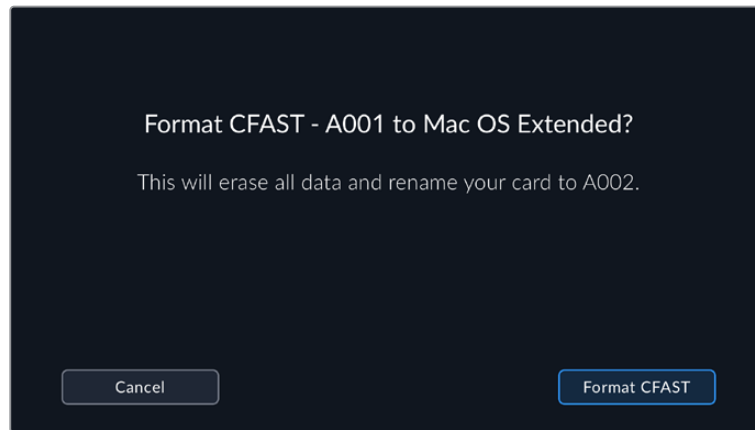 Format CFAST - A001 to Mac OS Extended?
This will erase all data and rename your card to A002.
Cancel
Format CFAST